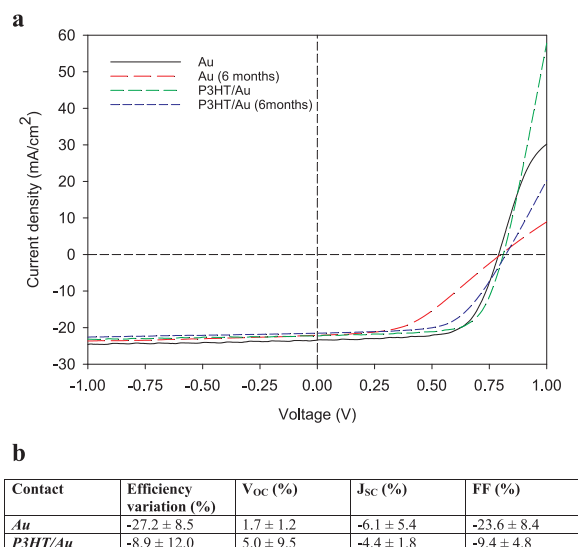 a
60
50
40
30
20
10
0
-10
-20
-30
Current density (mA/cm²)
Au
Au (6 months)
P3HT/Au
P3HT/Au (6months)
-1.00 -0.75 -0.50 -0.25 0.00 0.25 0.50 0.75 1.00
Voltage (V)
b
Contact Efficiency variation (%) VOC (%) JSC (%) FF (%)
Au -27.2 ± 8.5 1.7 ± 1.2 -6.1 ± 5.4 -23.6 ± 8.4
P3HT/Au -8.9 ± 12.0 5.0 ± 9.5 -4.4 ± 1.8 -9.4 ± 4.8